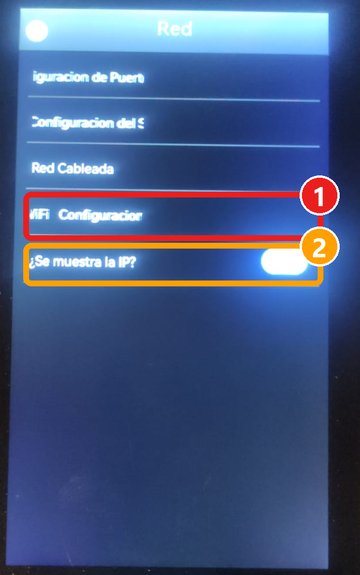 Red
iguracion de Puert
Configuracion del S
Red Cableada
WiFi Configuracion
1
¿Se muestra la IP?
2